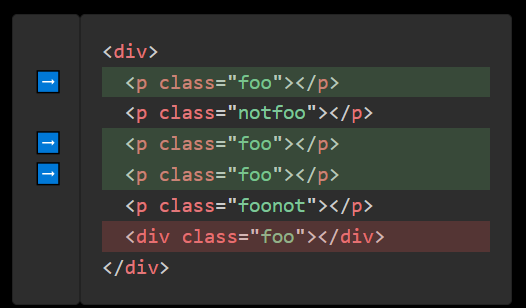 <div>
→ <p class="foo"></p>
<p class="notfoo"></p>
→ <p class="foo"></p>
→ <p class="foo"></p>
<p class="foonot"></p>
<div class="foo"></div>
</div>